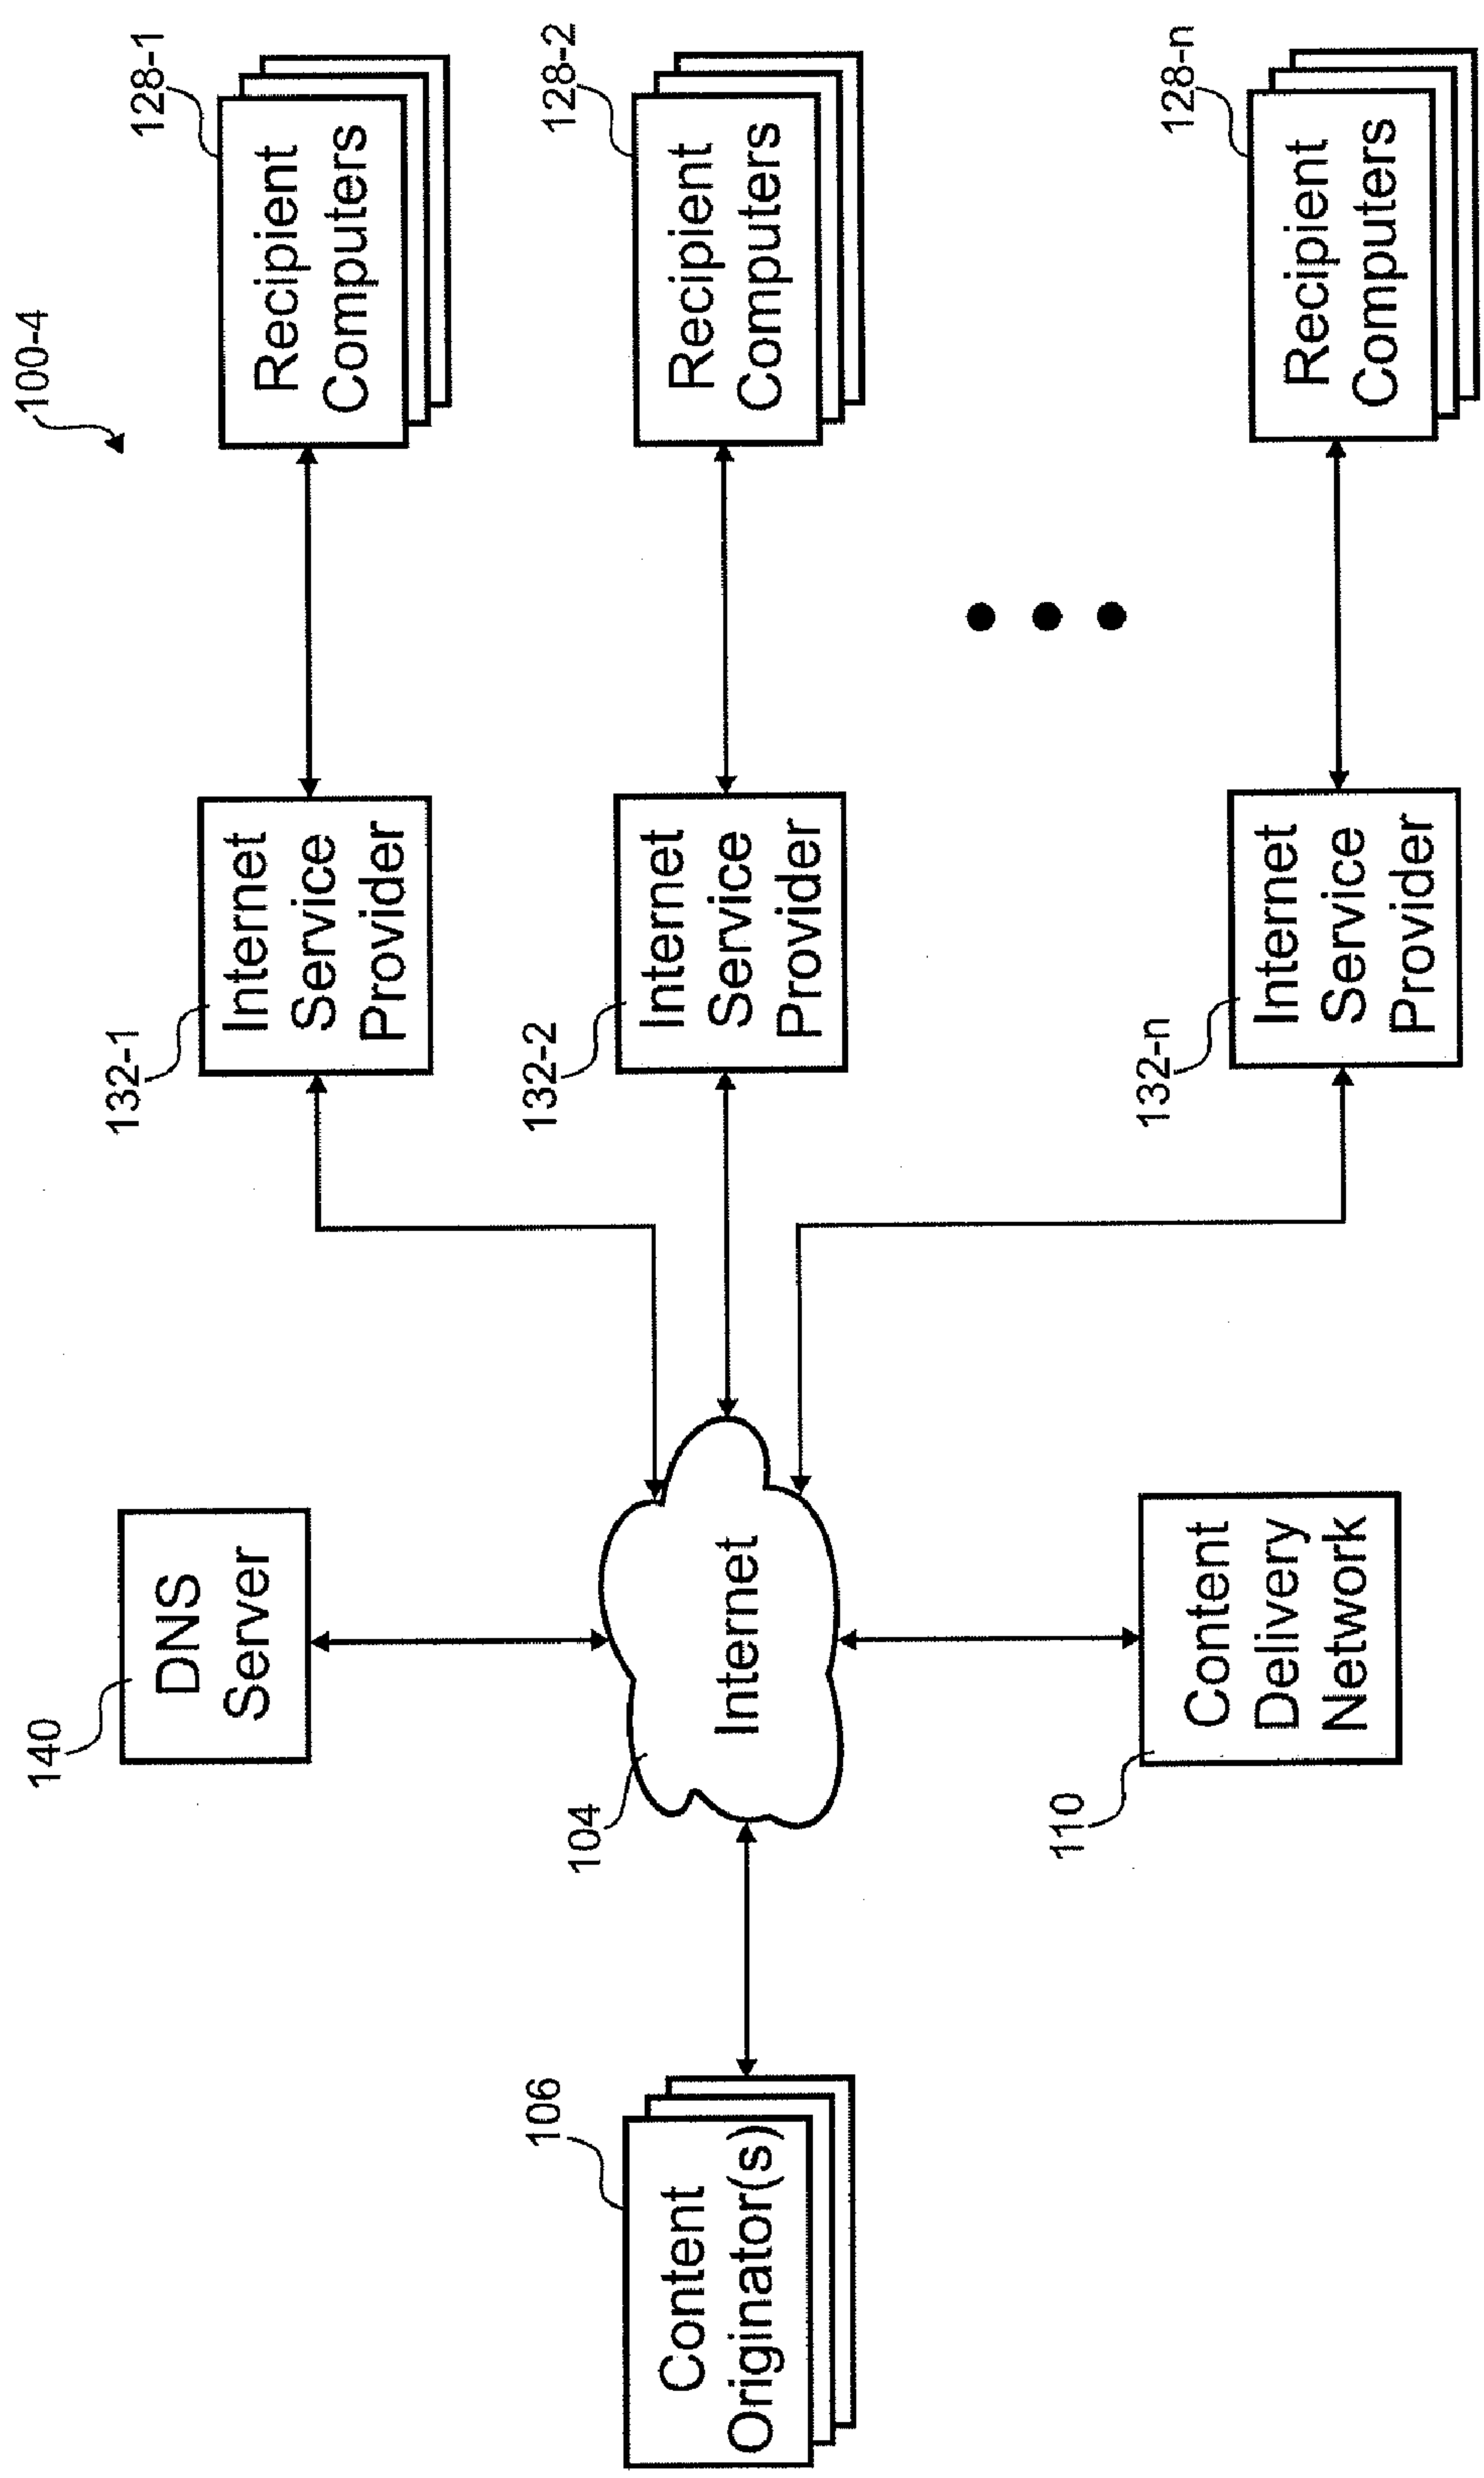 100-4
140
DNS
Server
132-1
Internet
Service
Provider
128-1
Recipient
Computers
106
Content
Originator(s)
104
Internet
132-2
Internet
Service
Provider
128-2
Recipient
Computers
110
Content
Delivery
Network
132-n
Internet
Service
Provider
128-n
Recipient
Computers